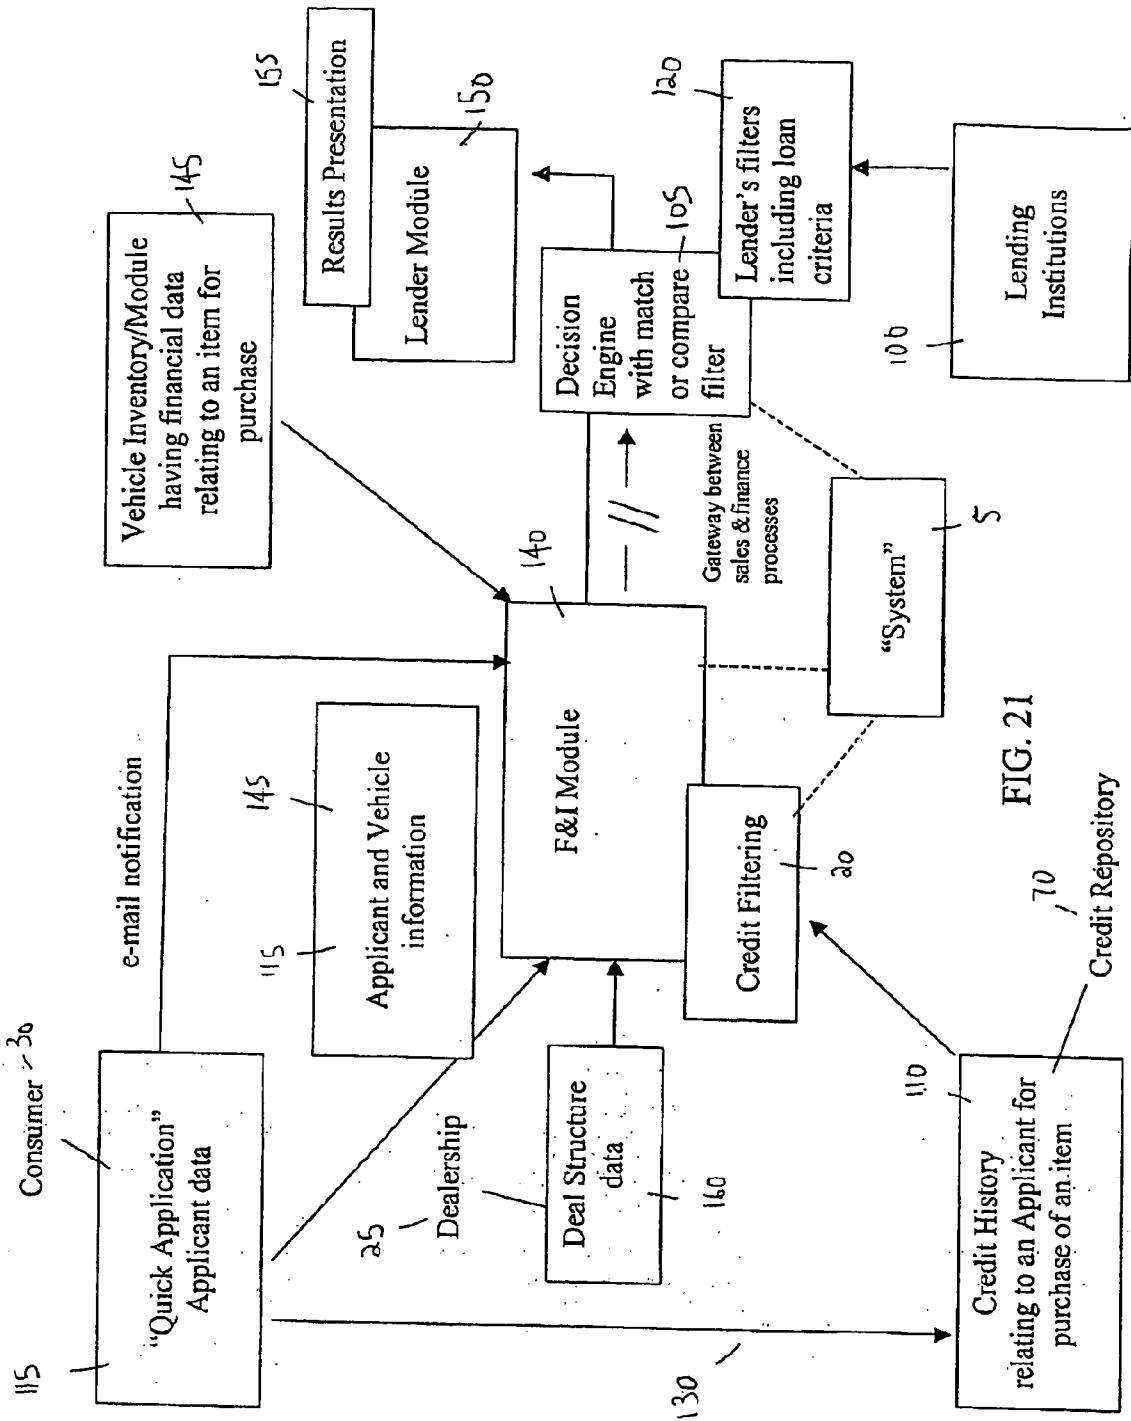 Consumer 30
115
"Quick Application"
Applicant data
e-mail notification
Vehicle Inventory/Module
having financial data
relating to an item for
purchase
145
Results Presentation
155
Lender Module
150
115
145
Applicant and Vehicle
information
25
Dealership
Deal Structure
data
160
F&I Module
140
Credit Filtering
20
Gateway between
sales & finance
processes
Decision
Engine
with match
or compare
filter
105
Lender's filters
including loan
criteria
120
100
Lending
Institutions
"System"
5
130
110
Credit History
relating to an Applicant for
purchase of an item
70
Credit Repository
FIG. 21